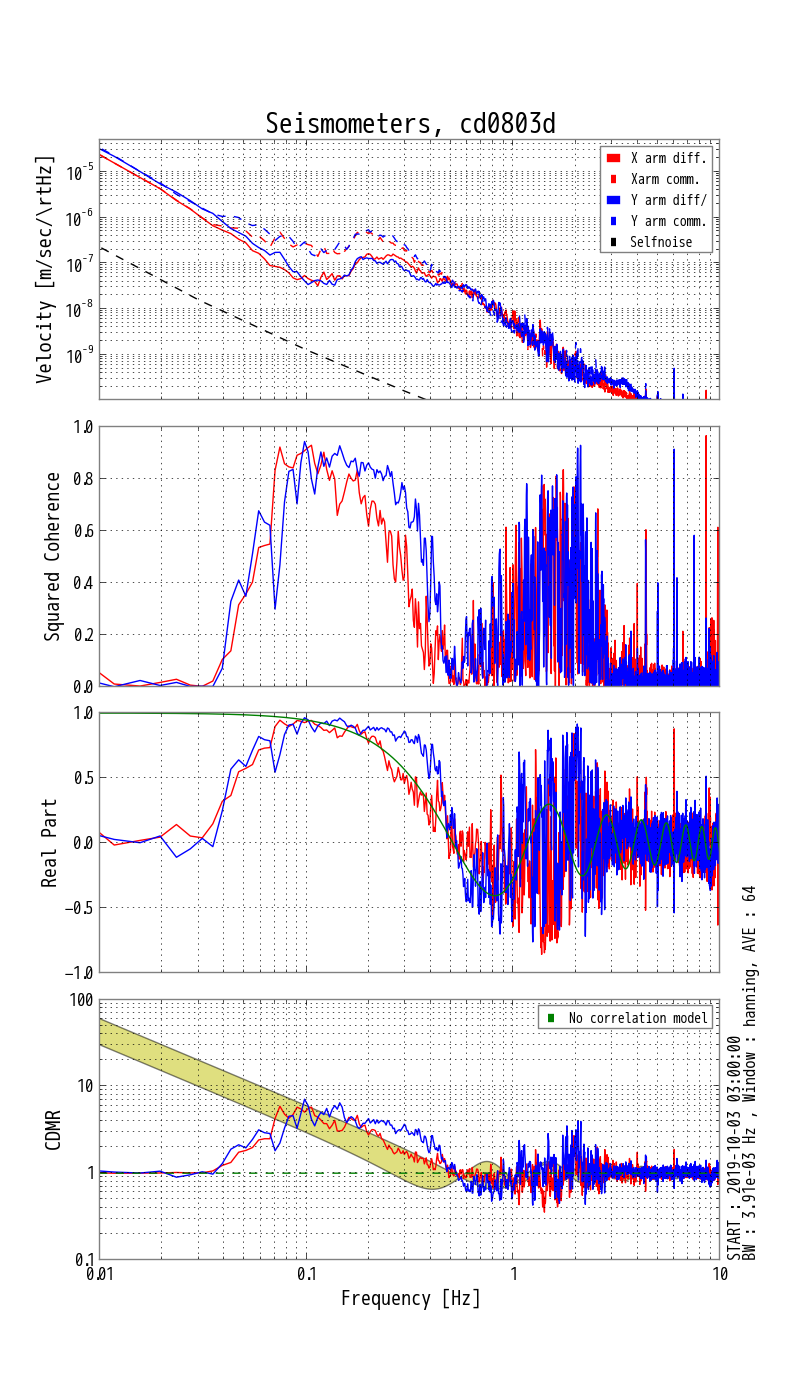 Seismometers, cd0803d
Velocity [m/sec/\rtHz]
10^-5
10^-6
10^-7
10^-8
10^-9
X arm diff.
Xarm comm.
Y arm diff/
Y arm comm.
Selfnoise
Squared Coherence
1.0
0.8
0.6
0.4
0.2
0.0
Real Part
1.0
0.5
0.0
−0.5
−1.0
CDMR
100
10
1
0.1
No correlation model
0.01
0.1
1
10
Frequency [Hz]
START : 2019-10-03 03:00:00
BW : 3.91e-03 Hz , Window : hanning, AVE : 64